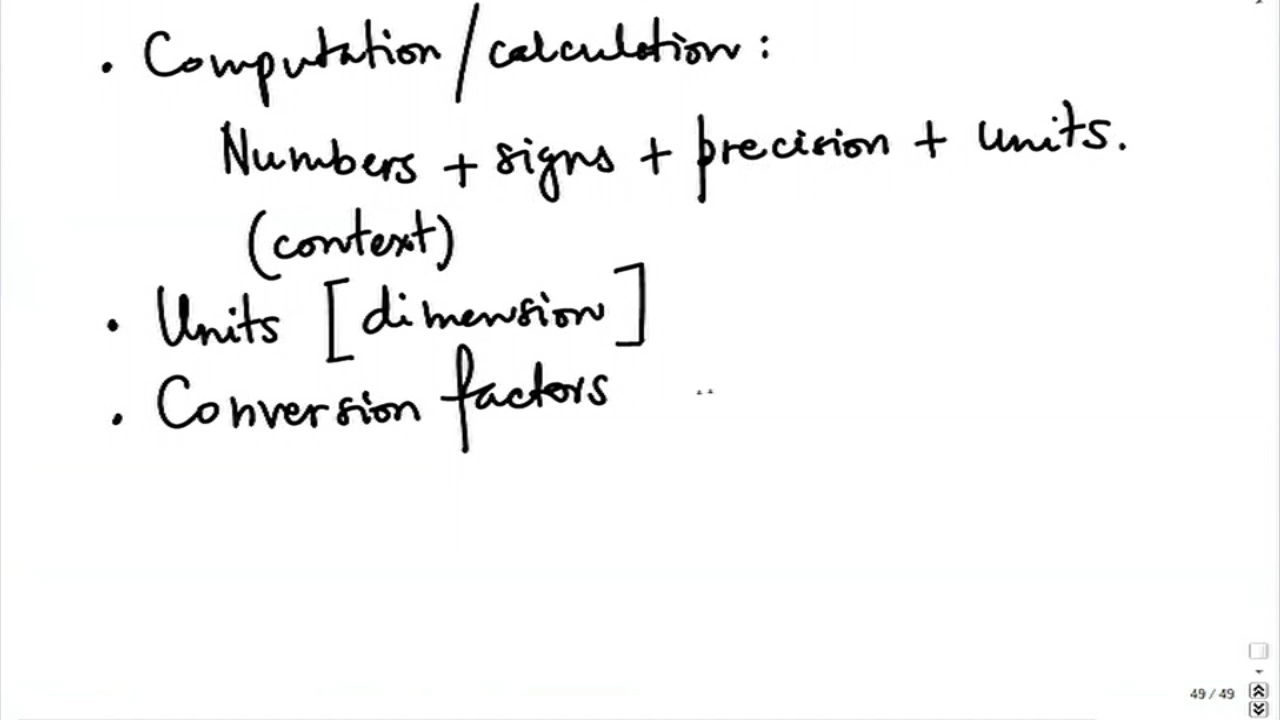 • Computation/calculation:
Numbers + signs + precision + units.
(context)
• Units [dimension]
• Conversion factors
49 / 49